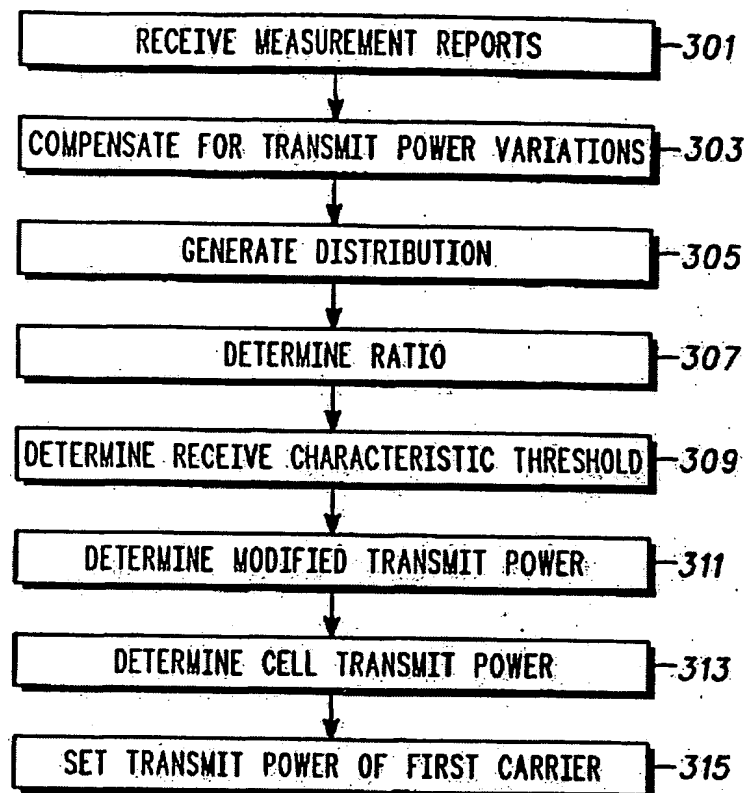 RECEIVE MEASUREMENT REPORTS 301
COMPENSATE FOR TRANSMIT POWER VARIATIONS 303
GENERATE DISTRIBUTION 305
DETERMINE RATIO 307
DETERMINE RECEIVE CHARACTERISTIC THRESHOLD 309
DETERMINE MODIFIED TRANSMIT POWER 311
DETERMINE CELL TRANSMIT POWER 313
SET TRANSMIT POWER OF FIRST CARRIER 315